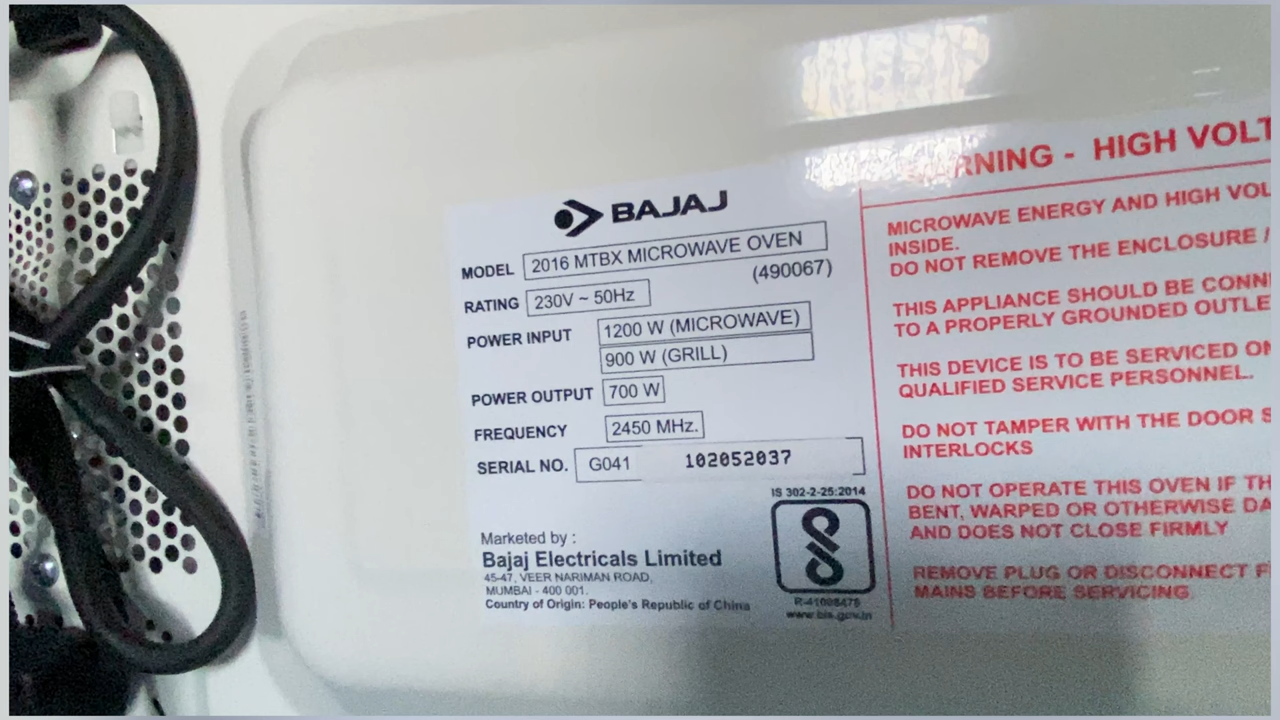 BAJAJ
MODEL 2016 MTBX MICROWAVE OVEN
(490067)
RATING 230V ~ 50Hz
POWER INPUT 1200 W (MICROWAVE)
900 W (GRILL)
POWER OUTPUT 700 W
FREQUENCY 2450 MHz.
SERIAL NO. G041 102052037
IS 302-2-25:2014
Marketed by :
Bajaj Electricals Limited
45-47, VEER NARIMAN ROAD,
MUMBAI - 400 001.
Country of Origin: People's Republic of China
www.bis.gov.in
- HIGH VOLT
MICROWAVE ENERGY AND HIGH VOL
INSIDE.
DO NOT REMOVE THE ENCLOSURE /
THIS APPLIANCE SHOULD BE CONN
TO A PROPERLY GROUNDED OUTLE
THIS DEVICE IS TO BE SERVICED ON
QUALIFIED SERVICE PERSONNEL.
DO NOT TAMPER WITH THE DOOR S
INTERLOCKS
DO NOT OPERATE THIS OVEN IF TH
BENT, WARPED OR OTHERWISE DA
AND DOES NOT CLOSE FIRMLY
REMOVE PLUG OR DISCONNECT F
MAINS BEFORE SERVICING.